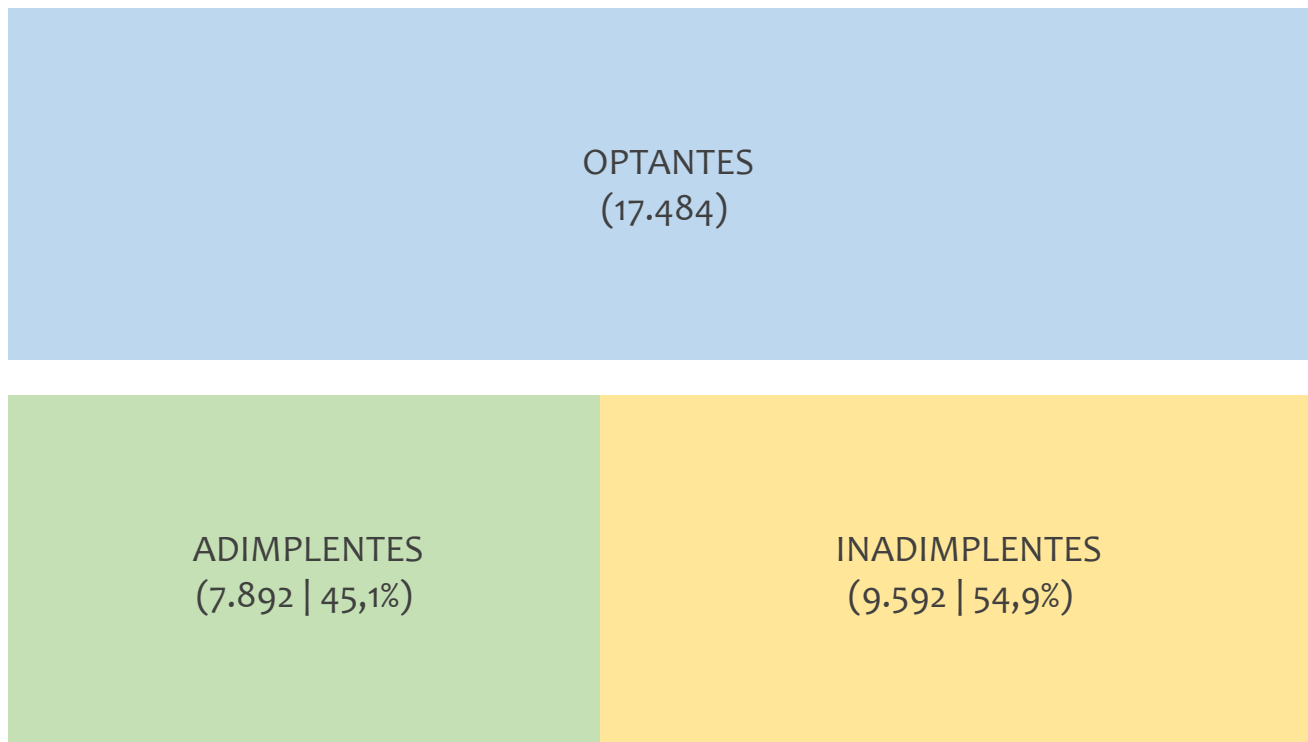 OPTANTES
(17.484)
ADIMPLENTES
(7.892 | 45,1%)
INADIMPLENTES
(9.592 | 54,9%)